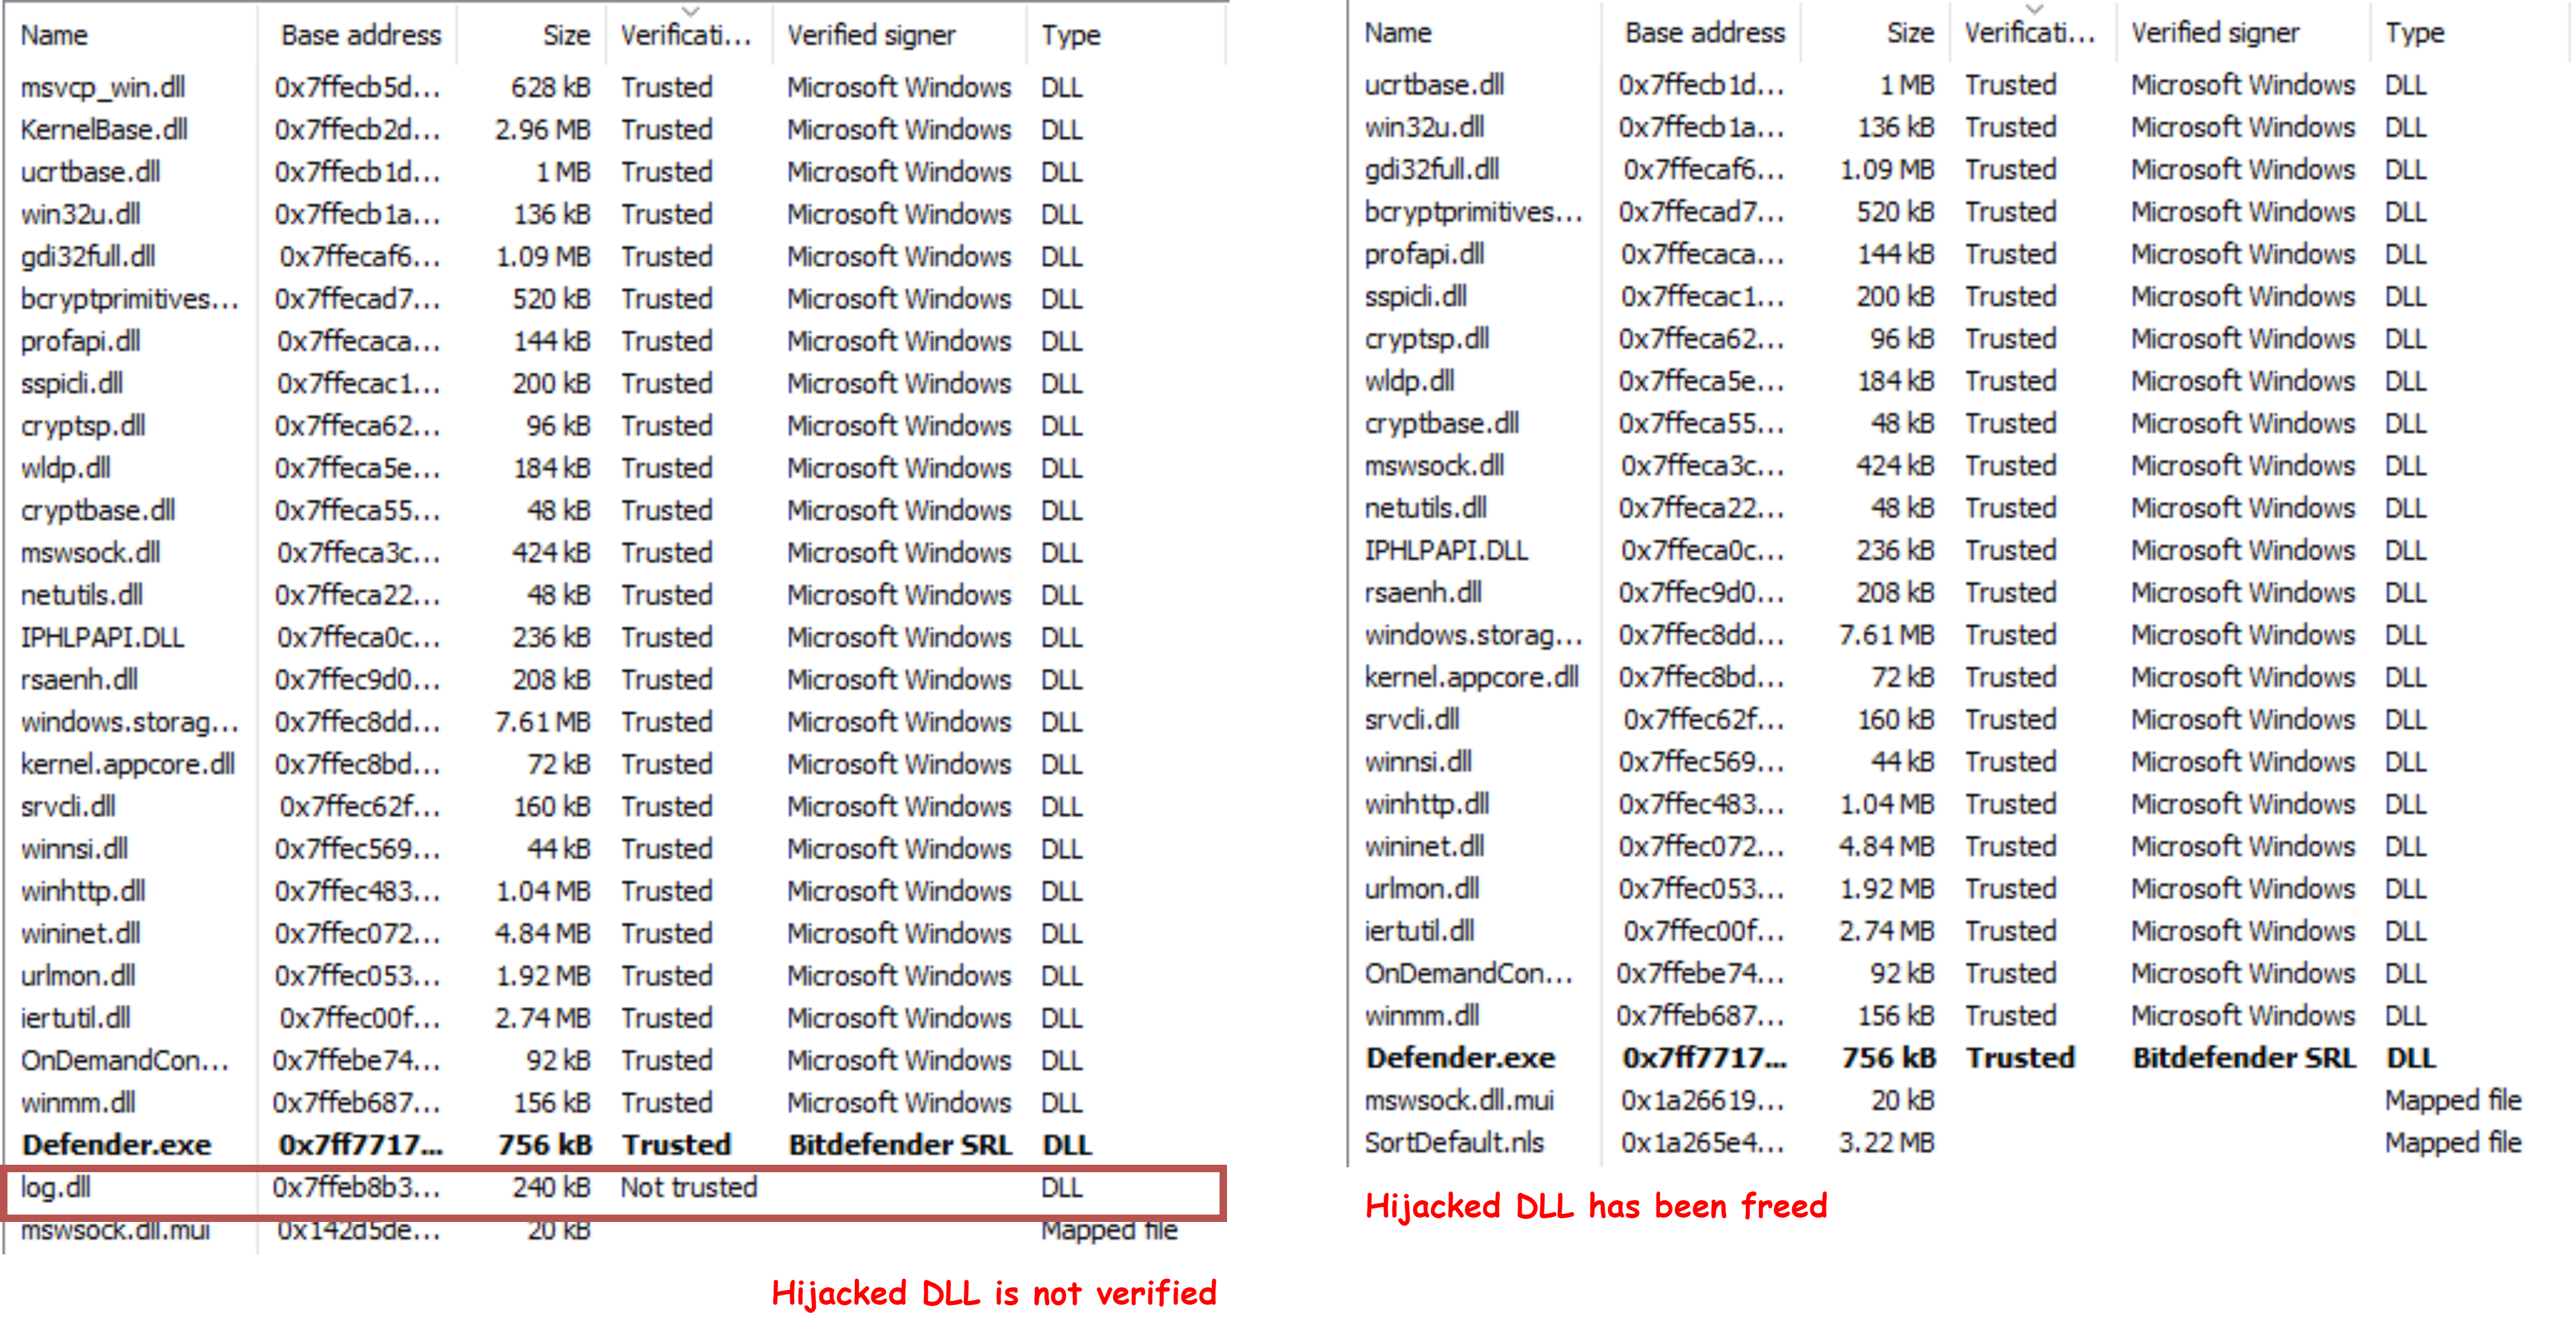 Name Base address Size Verificati... Verified signer Type
msvcp_win.dll 0x7ffecb5d... 628 kB Trusted Microsoft Windows DLL
KernelBase.dll 0x7ffecb2d... 2.96 MB Trusted Microsoft Windows DLL
ucrtbase.dll 0x7ffecb1d... 1 MB Trusted Microsoft Windows DLL
win32u.dll 0x7ffecb1a... 136 kB Trusted Microsoft Windows DLL
gdi32full.dll 0x7ffecaf6... 1.09 MB Trusted Microsoft Windows DLL
bcryptprimitives... 0x7ffecad7... 520 kB Trusted Microsoft Windows DLL
profapi.dll 0x7ffecaca... 144 kB Trusted Microsoft Windows DLL
sspicli.dll 0x7ffecac1... 200 kB Trusted Microsoft Windows DLL
cryptsp.dll 0x7ffeca62... 96 kB Trusted Microsoft Windows DLL
wldp.dll 0x7ffeca5e... 184 kB Trusted Microsoft Windows DLL
cryptbase.dll 0x7ffeca55... 48 kB Trusted Microsoft Windows DLL
mswsock.dll 0x7ffeca3c... 424 kB Trusted Microsoft Windows DLL
netutils.dll 0x7ffeca22... 48 kB Trusted Microsoft Windows DLL
IPHLPAPI.DLL 0x7ffeca0c... 236 kB Trusted Microsoft Windows DLL
rsaenh.dll 0x7ffec9d0... 208 kB Trusted Microsoft Windows DLL
windows.storag... 0x7ffec8dd... 7.61 MB Trusted Microsoft Windows DLL
kernel.appcore.dll 0x7ffec8bd... 72 kB Trusted Microsoft Windows DLL
srvcli.dll 0x7ffec62f... 160 kB Trusted Microsoft Windows DLL
winnsi.dll 0x7ffec569... 44 kB Trusted Microsoft Windows DLL
winhttp.dll 0x7ffec483... 1.04 MB Trusted Microsoft Windows DLL
wininet.dll 0x7ffec072... 4.84 MB Trusted Microsoft Windows DLL
urlmon.dll 0x7ffec053... 1.92 MB Trusted Microsoft Windows DLL
iertutil.dll 0x7ffec00f... 2.74 MB Trusted Microsoft Windows DLL
OnDemandCon... 0x7ffebe74... 92 kB Trusted Microsoft Windows DLL
winmm.dll 0x7ffeb687... 156 kB Trusted Microsoft Windows DLL
Defender.exe 0x7ff7717... 756 kB Trusted Bitdefender SRL DLL
log.dll 0x7ffeb8b3... 240 kB Not trusted DLL
mswsock.dll.mui 0x142d5de... 20 kB Mapped file
Hijacked DLL is not verified
Name Base address Size Verificati... Verified signer Type
ucrtbase.dll 0x7ffecb1d... 1 MB Trusted Microsoft Windows DLL
win32u.dll 0x7ffecb1a... 136 kB Trusted Microsoft Windows DLL
gdi32full.dll 0x7ffecaf6... 1.09 MB Trusted Microsoft Windows DLL
bcryptprimitives... 0x7ffecad7... 520 kB Trusted Microsoft Windows DLL
profapi.dll 0x7ffecaca... 144 kB Trusted Microsoft Windows DLL
sspicli.dll 0x7ffecac1... 200 kB Trusted Microsoft Windows DLL
cryptsp.dll 0x7ffeca62... 96 kB Trusted Microsoft Windows DLL
wldp.dll 0x7ffeca5e... 184 kB Trusted Microsoft Windows DLL
cryptbase.dll 0x7ffeca55... 48 kB Trusted Microsoft Windows DLL
mswsock.dll 0x7ffeca3c... 424 kB Trusted Microsoft Windows DLL
netutils.dll 0x7ffeca22... 48 kB Trusted Microsoft Windows DLL
IPHLPAPI.DLL 0x7ffeca0c... 236 kB Trusted Microsoft Windows DLL
rsaenh.dll 0x7ffec9d0... 208 kB Trusted Microsoft Windows DLL
windows.storag... 0x7ffec8dd... 7.61 MB Trusted Microsoft Windows DLL
kernel.appcore.dll 0x7ffec8bd... 72 kB Trusted Microsoft Windows DLL
srvcli.dll 0x7ffec62f... 160 kB Trusted Microsoft Windows DLL
winnsi.dll 0x7ffec569... 44 kB Trusted Microsoft Windows DLL
winhttp.dll 0x7ffec483... 1.04 MB Trusted Microsoft Windows DLL
wininet.dll 0x7ffec072... 4.84 MB Trusted Microsoft Windows DLL
urlmon.dll 0x7ffec053... 1.92 MB Trusted Microsoft Windows DLL
iertutil.dll 0x7ffec00f... 2.74 MB Trusted Microsoft Windows DLL
OnDemandCon... 0x7ffebe74... 92 kB Trusted Microsoft Windows DLL
winmm.dll 0x7ffeb687... 156 kB Trusted Microsoft Windows DLL
Defender.exe 0x7ff7717... 756 kB Trusted Bitdefender SRL DLL
mswsock.dll.mui 0x1a26619... 20 kB Mapped file
SortDefault.nls 0x1a265e4... 3.22 MB Mapped file
Hijacked DLL has been freed